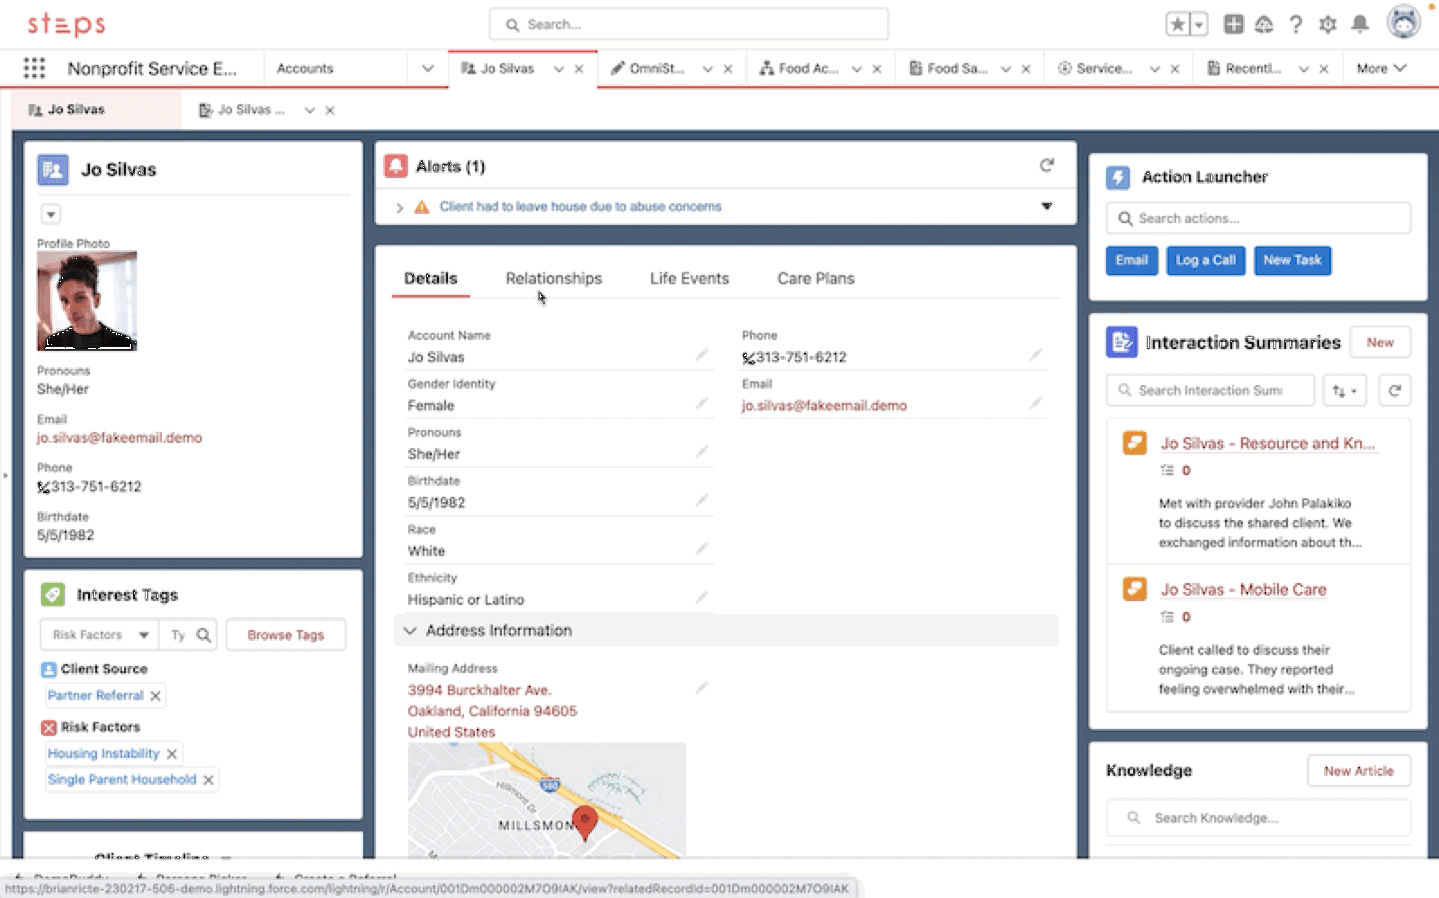 steps
Search...
Nonprofit Service E...
Accounts
Jo Silvas
OmniSt...
Food Ac...
Food Sa...
Service...
Recentl...
More
Jo Silvas
Jo Silvas ...
Jo Silvas
Profile Photo
Pronouns
She/Her
Email
jo.silvas@fakeemail.demo
Phone
313-751-6212
Birthdate
5/5/1982
Interest Tags
Risk Factors
Ty
Browse Tags
Client Source
Partner Referral
Risk Factors
Housing Instability
Single Parent Household
Client Timeline
Alerts (1)
Client had to leave house due to abuse concerns
Details
Relationships
Life Events
Care Plans
Account Name
Jo Silvas
Gender Identity
Female
Pronouns
She/Her
Birthdate
5/5/1982
Race
White
Ethnicity
Hispanic or Latino
Phone
313-751-6212
Email
jo.silvas@fakeemail.demo
Address Information
Mailing Address
3994 Burckhalter Ave.
Oakland, California 94605
United States
Hillmont Dr
580
MILLSMON
Action Launcher
Search actions...
Email
Log a Call
New Task
Interaction Summaries
New
Search Interaction Sum
Jo Silvas - Resource and Kn...
0
Met with provider John Palakiko
to discuss the shared client. We
exchanged information about th...
Jo Silvas - Mobile Care
0
Client called to discuss their
ongoing case. They reported
feeling overwhelmed with their...
Knowledge
New Article
Search Knowledge...
Create a Referral
https://brianricte-230217-506-demo.lightning.force.com/lightning/r/Account/001Dm000002M7O9IAK/view?relatedRecordId=001Dm000002M7O9IAK